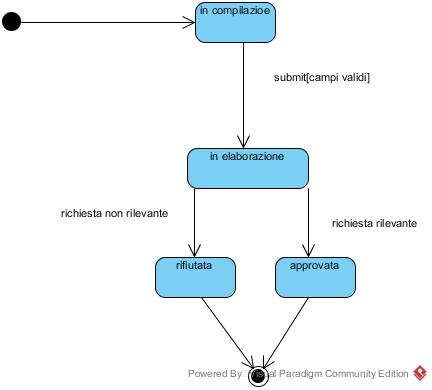 in compilazioe
submit[campi validi]
in elaborazione
richiesta non rilevante
richiesta rilevante
rifiutata
approvata
Powered By Visual Paradigm Community Edition